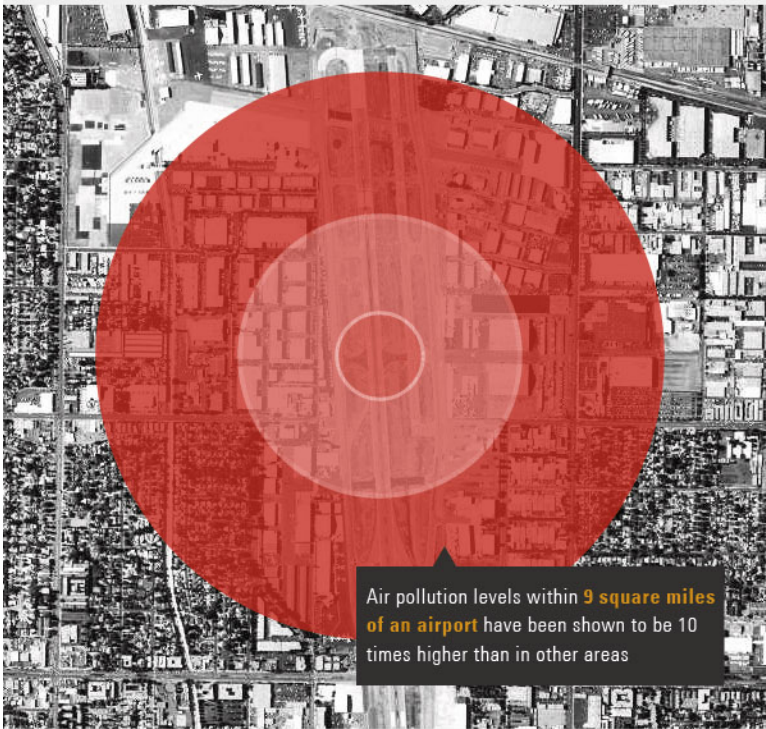 Air pollution levels within 9 square miles
of an airport have been shown to be 10
times higher than in other areas